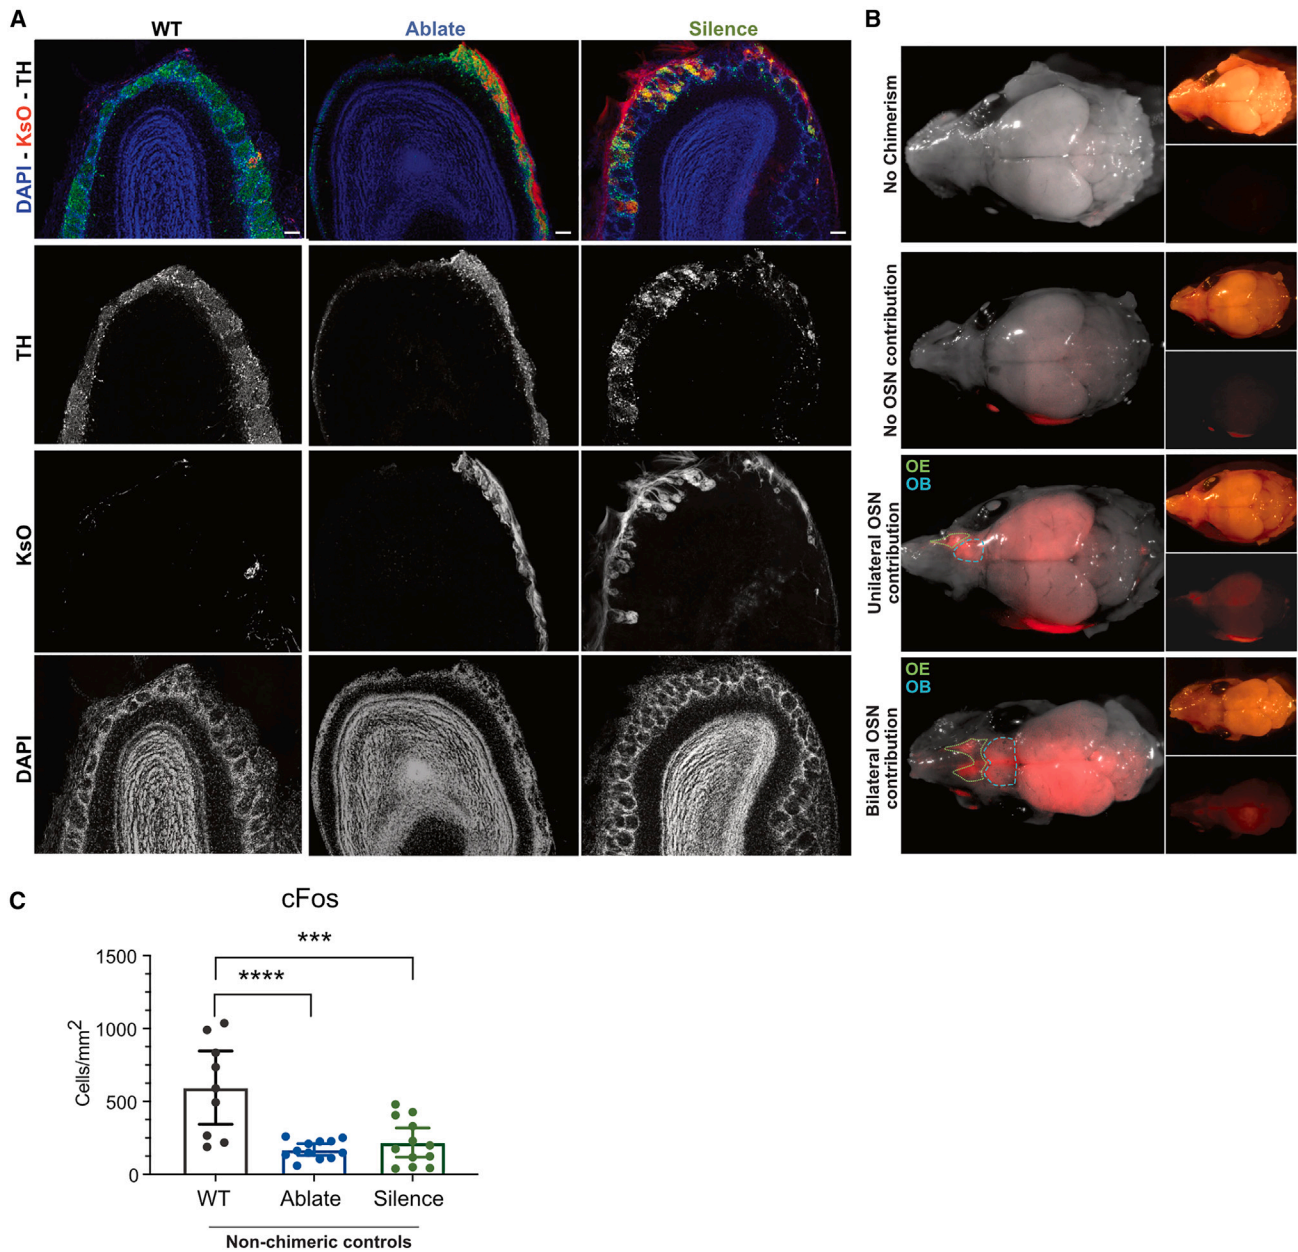 A
WT
Ablate
Silence
DAPI - KsO - TH
TH
KsO
DAPI
B
No Chimerism
No OSN contribution
Unilateral OSN
contribution
OE
OB
Bilateral OSN
contribution
OE
OB
C
cFos
***
****
Cells/mm2
1500
1000
500
0
WT
Ablate
Silence
Non-chimeric controls